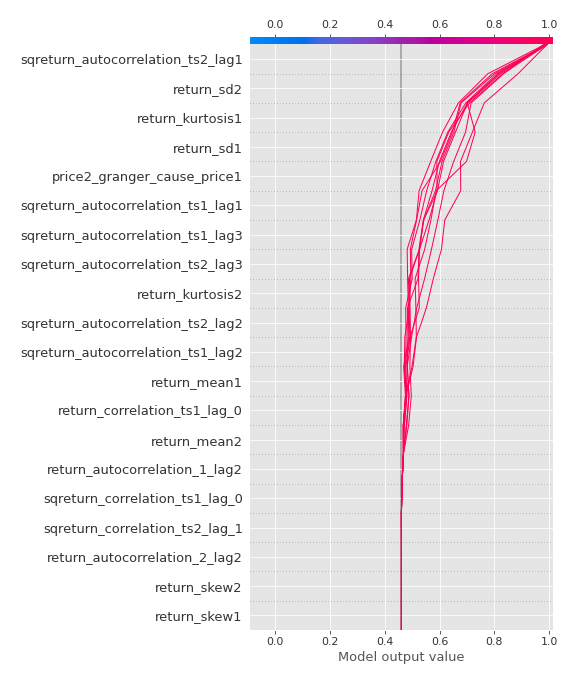 0.0 0.2 0.4 0.6 0.8 1.0
sqreturn_autocorrelation_ts2_lag1
return_sd2
return_kurtosis1
return_sd1
price2_granger_cause_price1
sqreturn_autocorrelation_ts1_lag1
sqreturn_autocorrelation_ts1_lag3
sqreturn_autocorrelation_ts2_lag3
return_kurtosis2
sqreturn_autocorrelation_ts2_lag2
sqreturn_autocorrelation_ts1_lag2
return_mean1
return_correlation_ts1_lag_0
return_mean2
return_autocorrelation_1_lag2
sqreturn_correlation_ts1_lag_0
sqreturn_correlation_ts2_lag_1
return_autocorrelation_2_lag2
return_skew2
return_skew1
0.0 0.2 0.4 0.6 0.8 1.0
Model output value